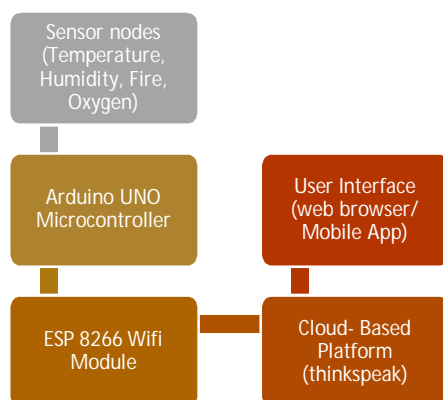 Sensor nodes
(Temperature,
Humidity, Fire,
Oxygen)
Arduino UNO
Microcontroller
ESP 8266 Wifi
Module
User Interface
(web browser/
Mobile App)
Cloud- Based
Platform
(thinkspeak)